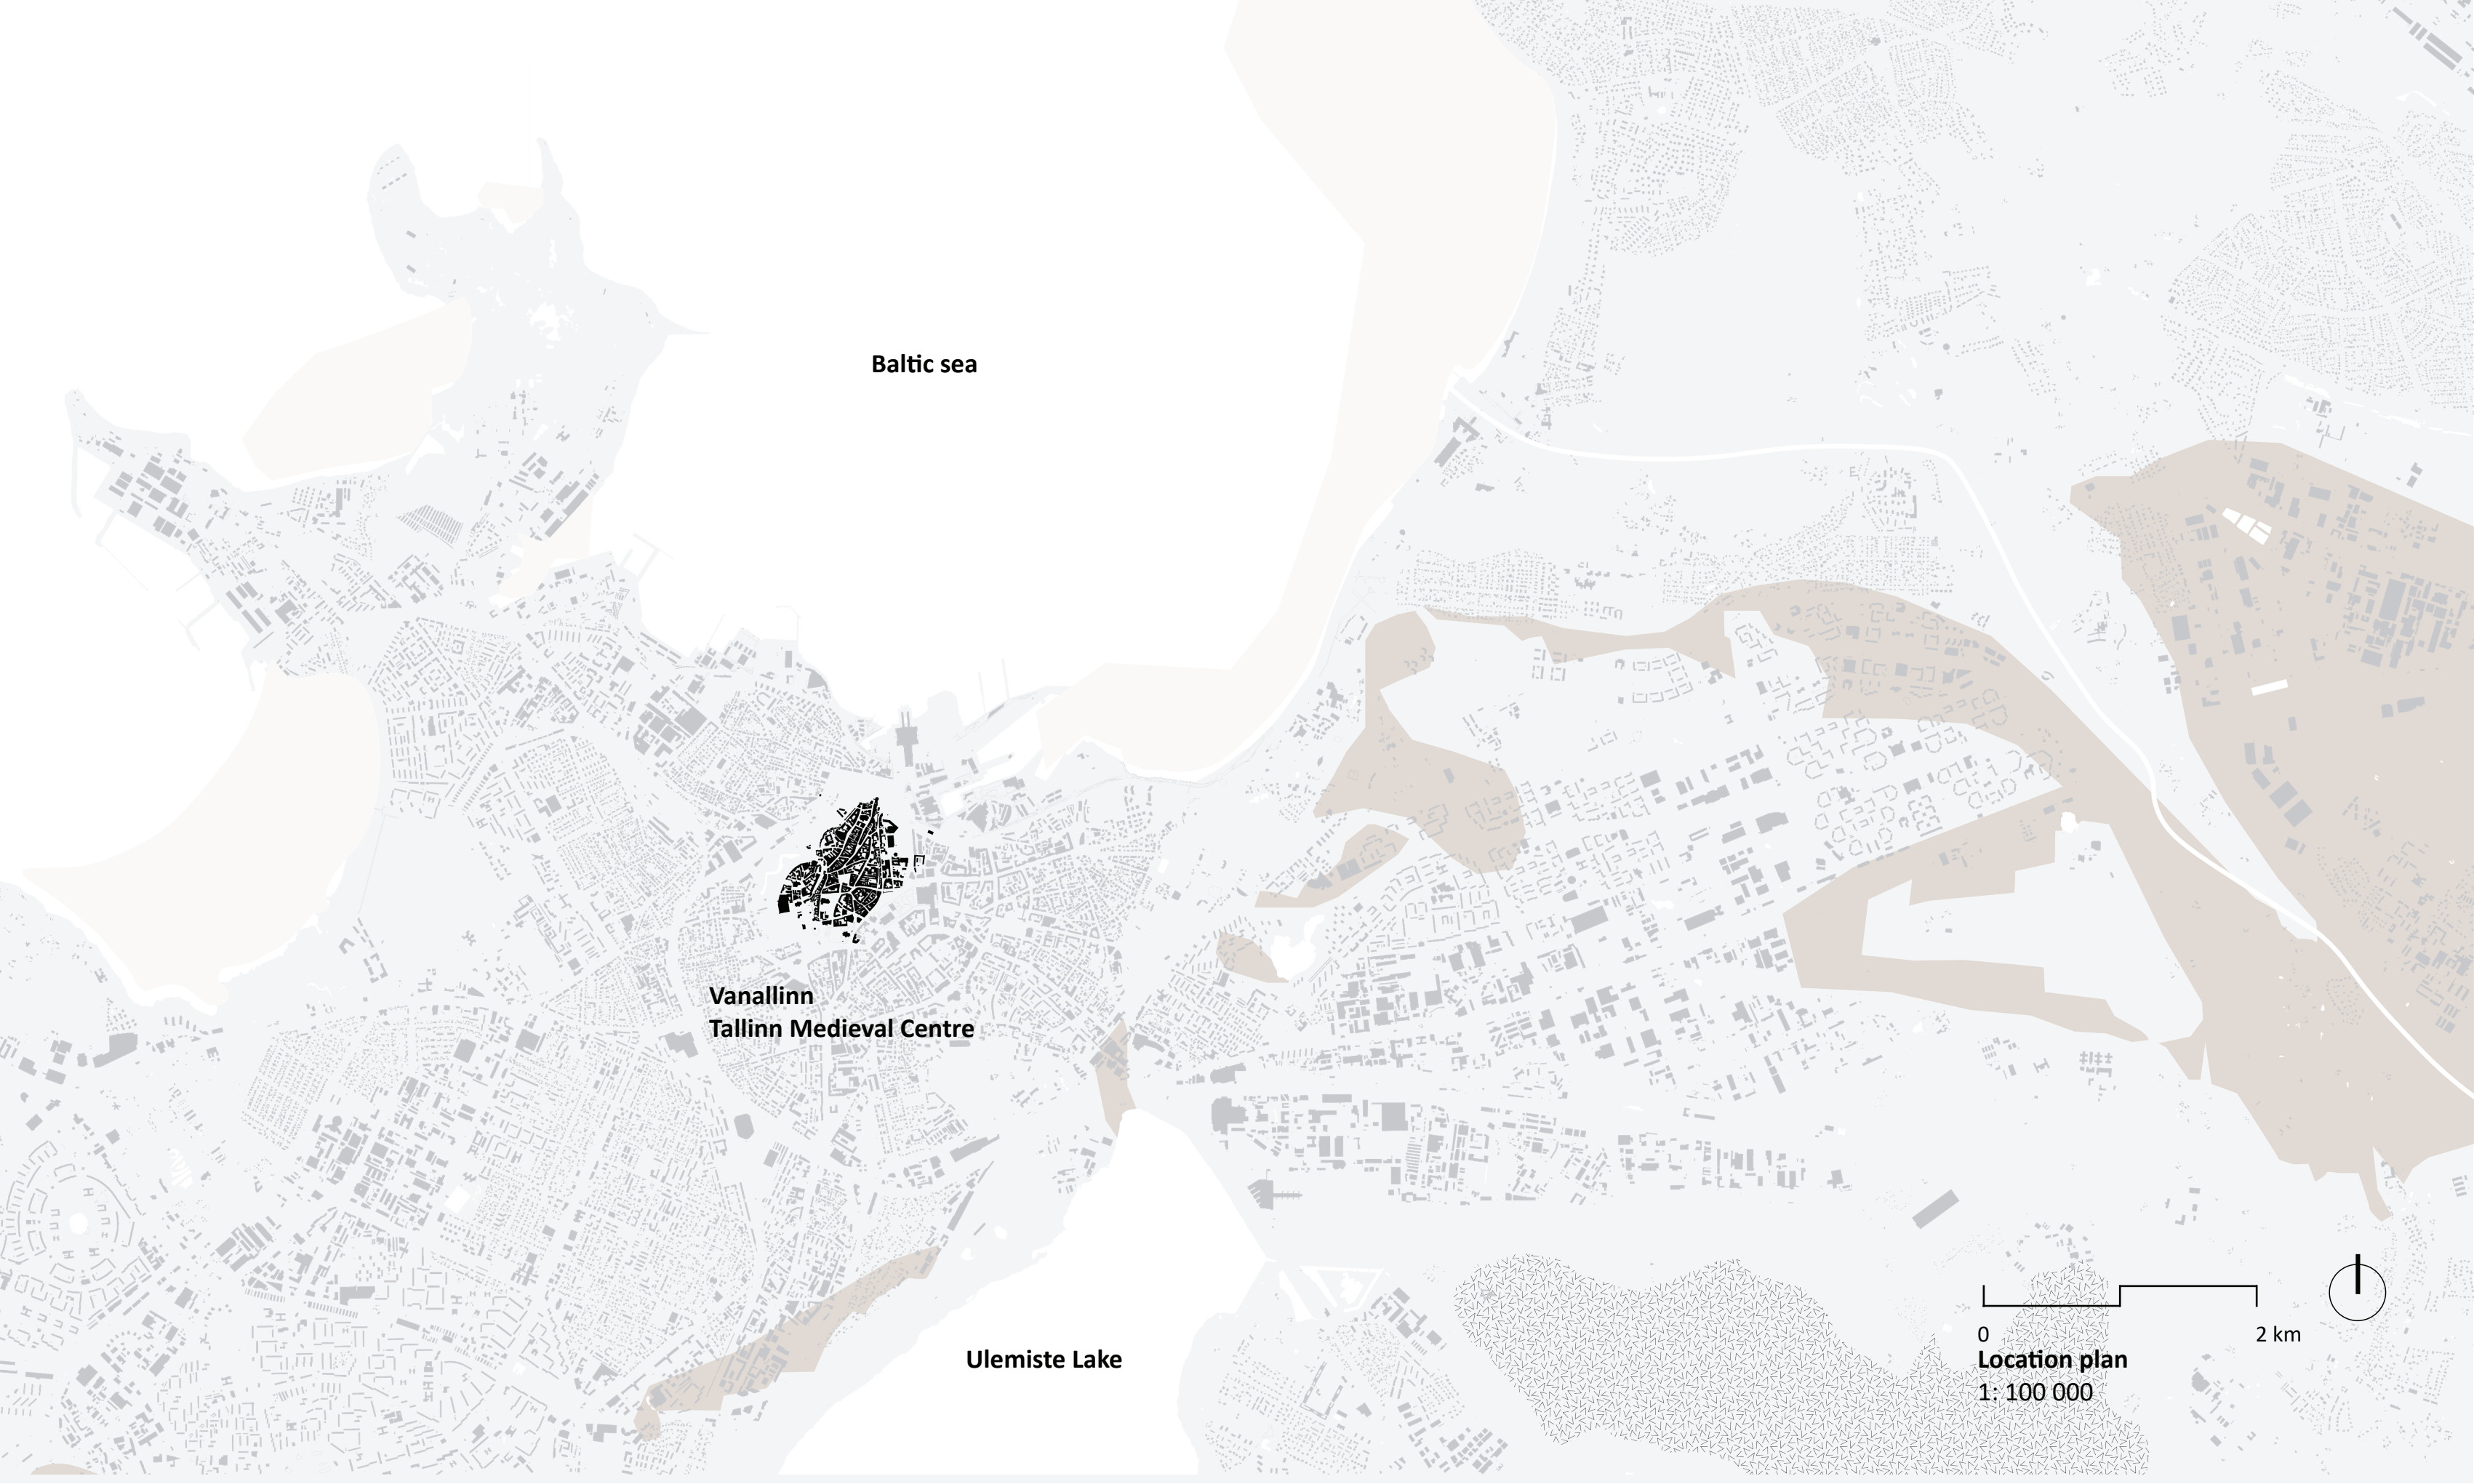 Baltic sea
Vanallinn
Tallinn Medieval Centre
Ulemiste Lake
0 2 km
Location plan
1: 100 000